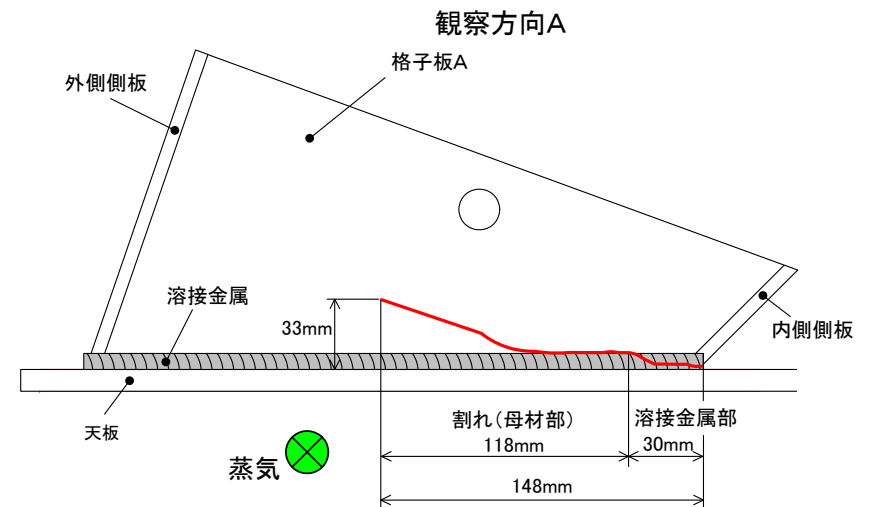 観察方向A
格子板A
外側側板
溶接金属
33mm
内側側板
天板
割れ（母材部）
118mm
溶接金属部
30mm
蒸気
148mm